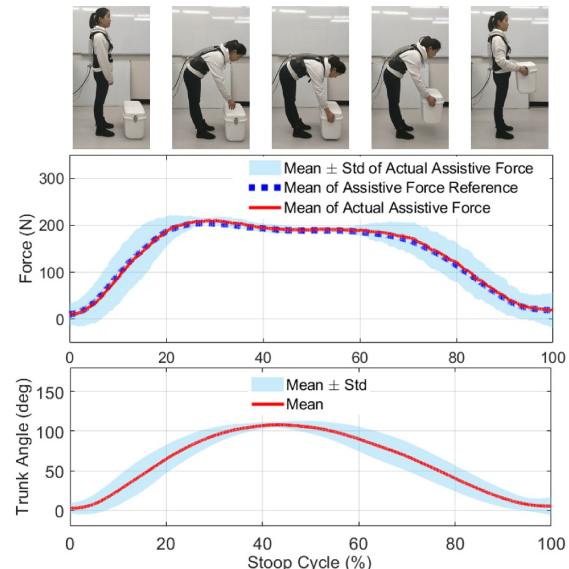 300
200
100
0
Force (N)
Mean ± Std of Actual Assistive Force
Mean of Assistive Force Reference
Mean of Actual Assistive Force
0 20 40 60 80 100
150
100
50
0
Trunk Angle (deg)
Mean ± Std
Mean
0 20 40 60 80 100
Stoop Cycle (%)